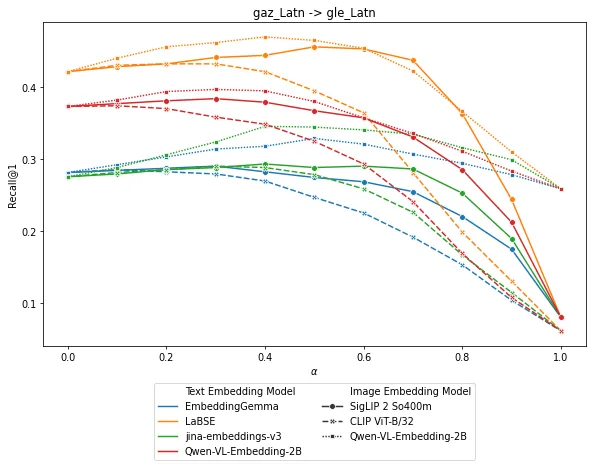 gaz_Latn -> gle_Latn
Recall@1
0.4
0.3
0.2
0.1
0.0 0.2 0.4 0.6 0.8 1.0
α
Text Embedding Model
EmbeddingGemma
LaBSE
jina-embeddings-v3
Qwen-VL-Embedding-2B
Image Embedding Model
SigLIP 2 So400m
CLIP ViT-B/32
Qwen-VL-Embedding-2B